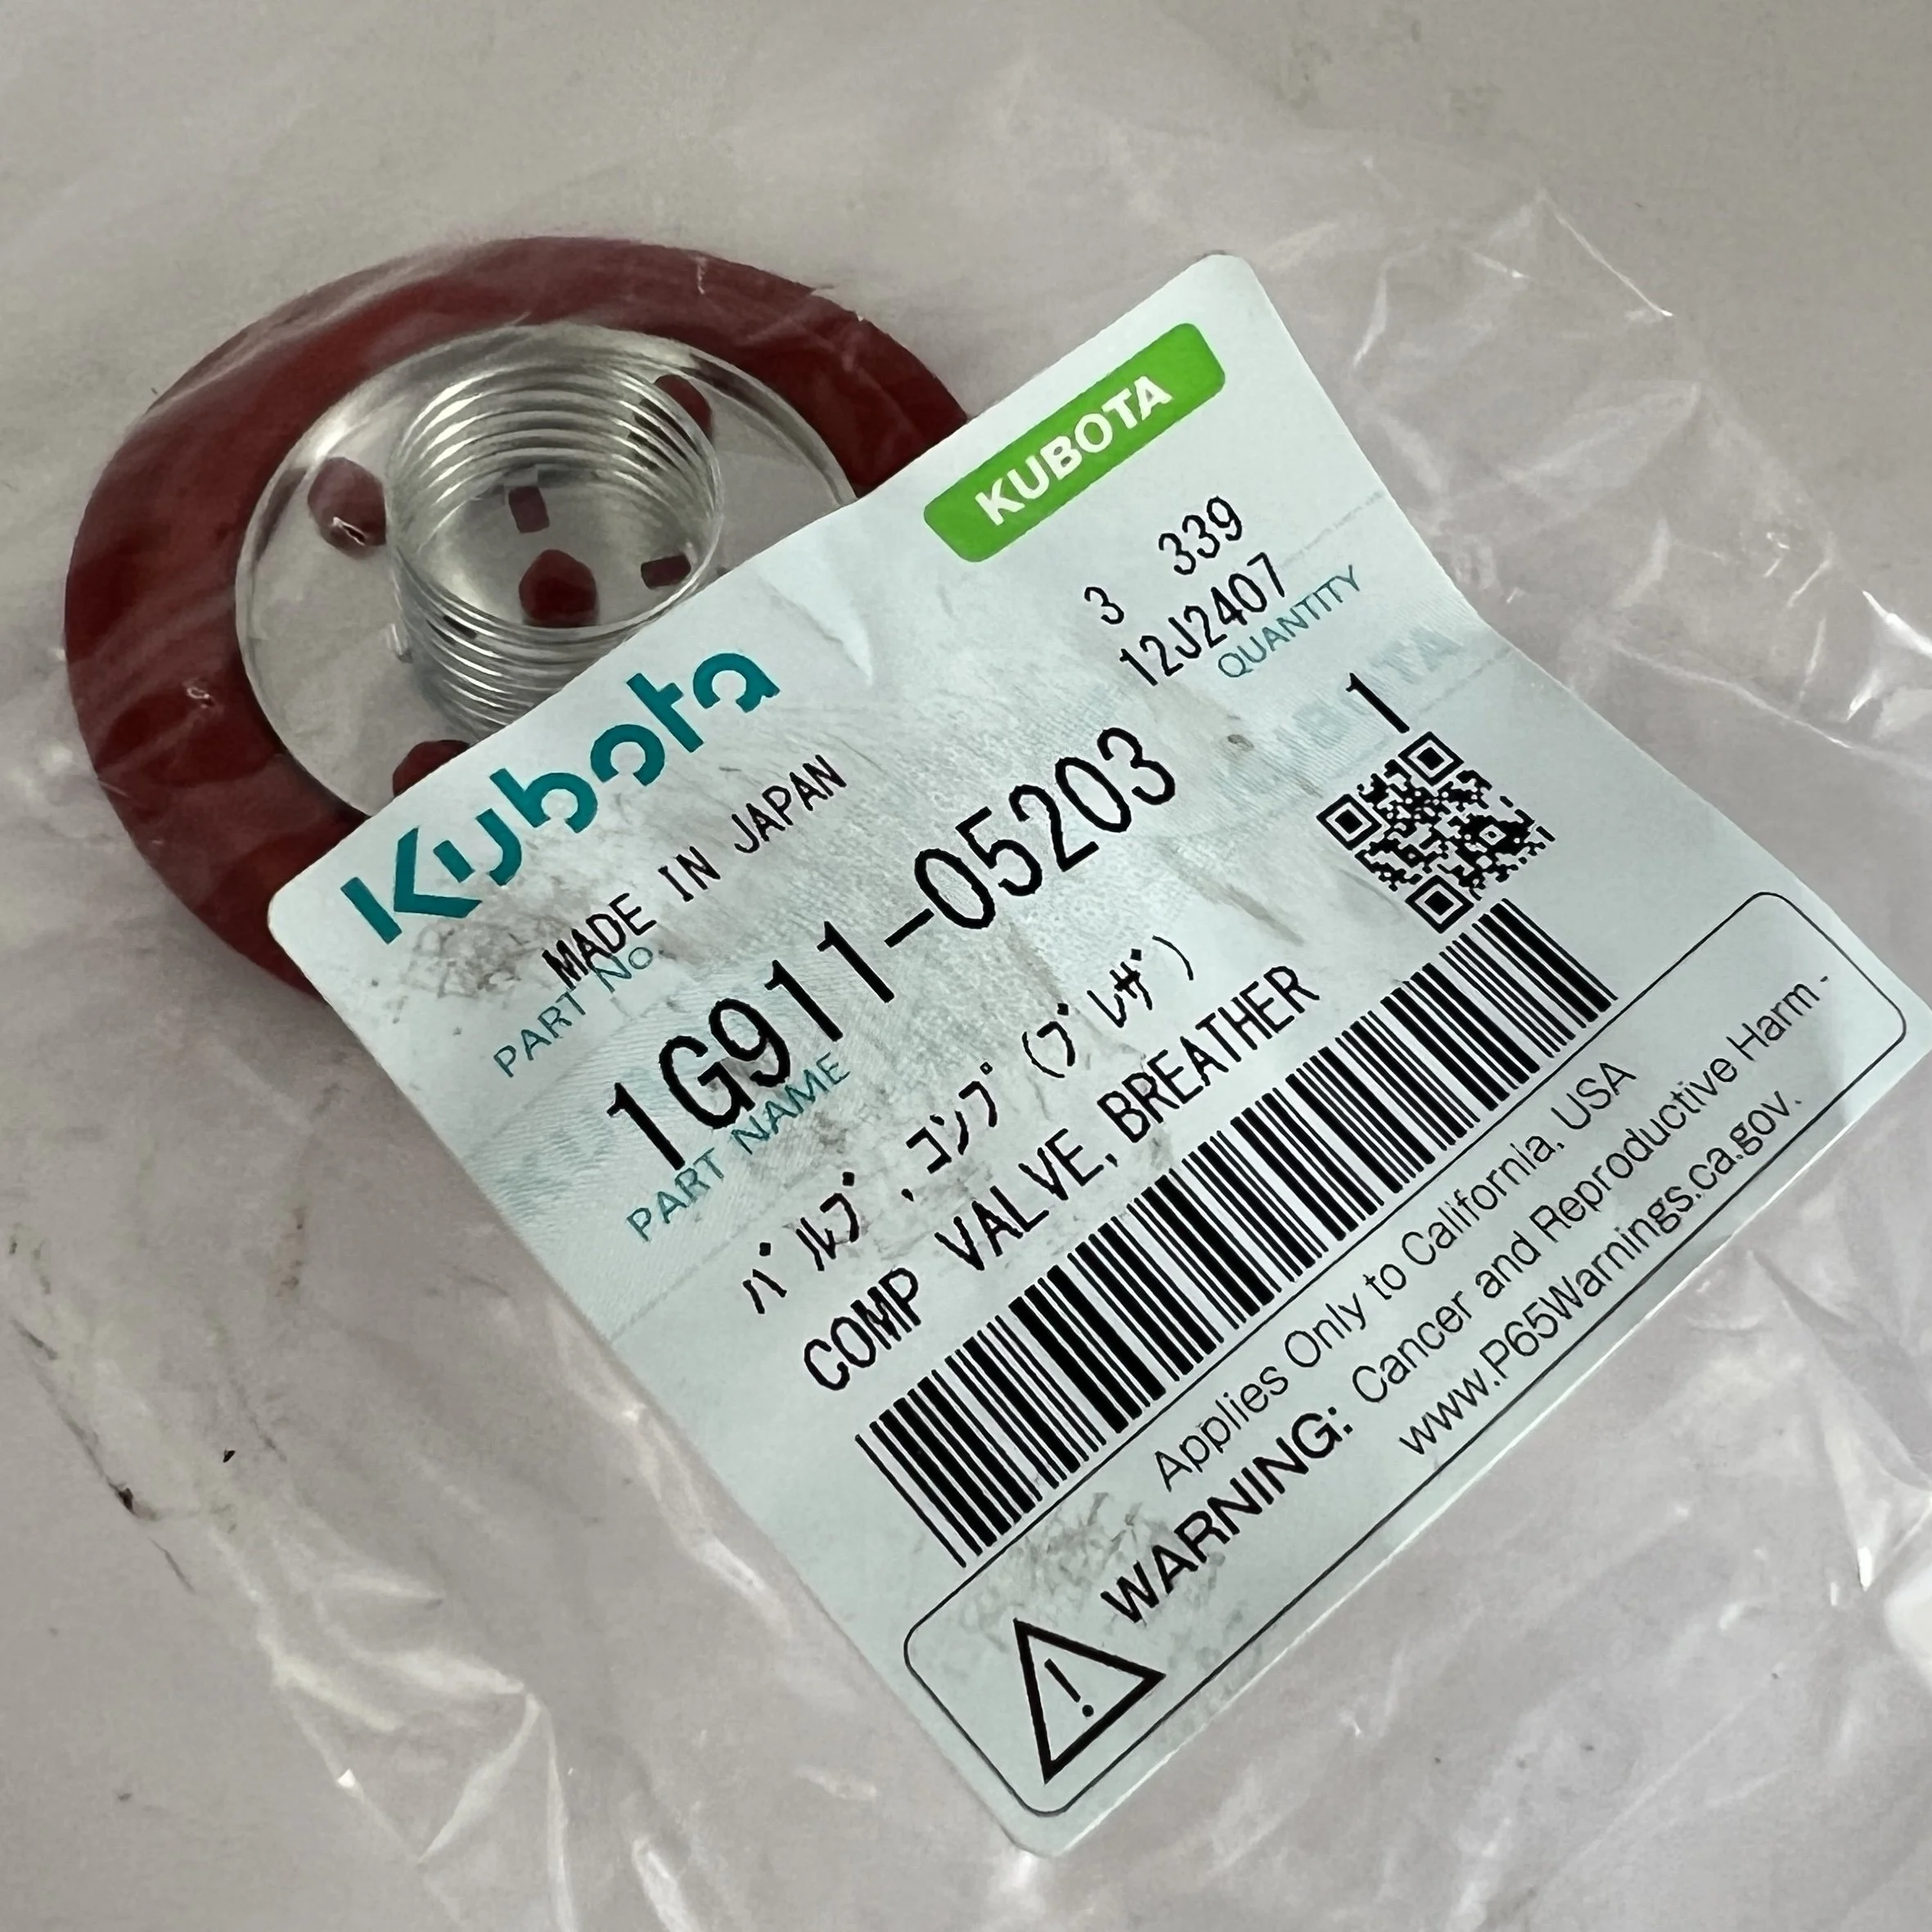 KUBOTA
Kubota
3 339
12J2407
MADE IN JAPAN
QUANTITY
PART NO.
1
1G911-05203
PART NAME
バルブ,コンプ(ブレザ)
COMP VALVE, BREATHER
Applies Only to California, USA
WARNING: Cancer and Reproductive Harm -
www.P65Warnings.ca.gov.